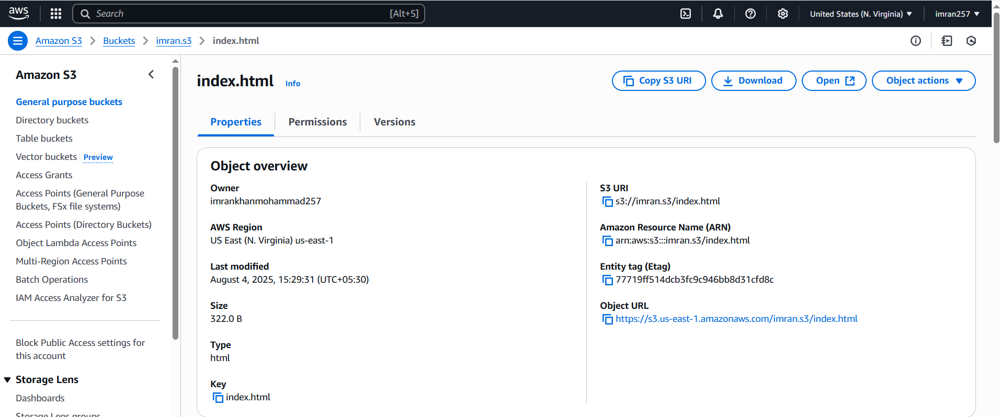 aws
Search [Alt+S]
United States (N. Virginia)
imran257
Amazon S3 > Buckets > imran.s3 > index.html
Amazon S3
General purpose buckets
Directory buckets
Table buckets
Vector buckets Preview
Access Grants
Access Points (General Purpose
Buckets, FSx file systems)
Access Points (Directory Buckets)
Object Lambda Access Points
Multi-Region Access Points
Batch Operations
IAM Access Analyzer for S3
Block Public Access settings for
this account
Storage Lens
Dashboards
Storage Lens groups
index.html Info
Copy S3 URI
Download
Open
Object actions
Properties
Permissions
Versions
Object overview
Owner
imrankhanmohammad257
AWS Region
US East (N. Virginia) us-east-1
Last modified
August 4, 2025, 15:29:31 (UTC+05:30)
Size
322.0 B
Type
html
Key
index.html
S3 URI
s3://imran.s3/index.html
Amazon Resource Name (ARN)
arn:aws:s3:::imran.s3/index.html
Entity tag (Etag)
77719ff514dcb3fc9c946bb8d31cfd8c
Object URL
https://s3.us-east-1.amazonaws.com/imran.s3/index.html